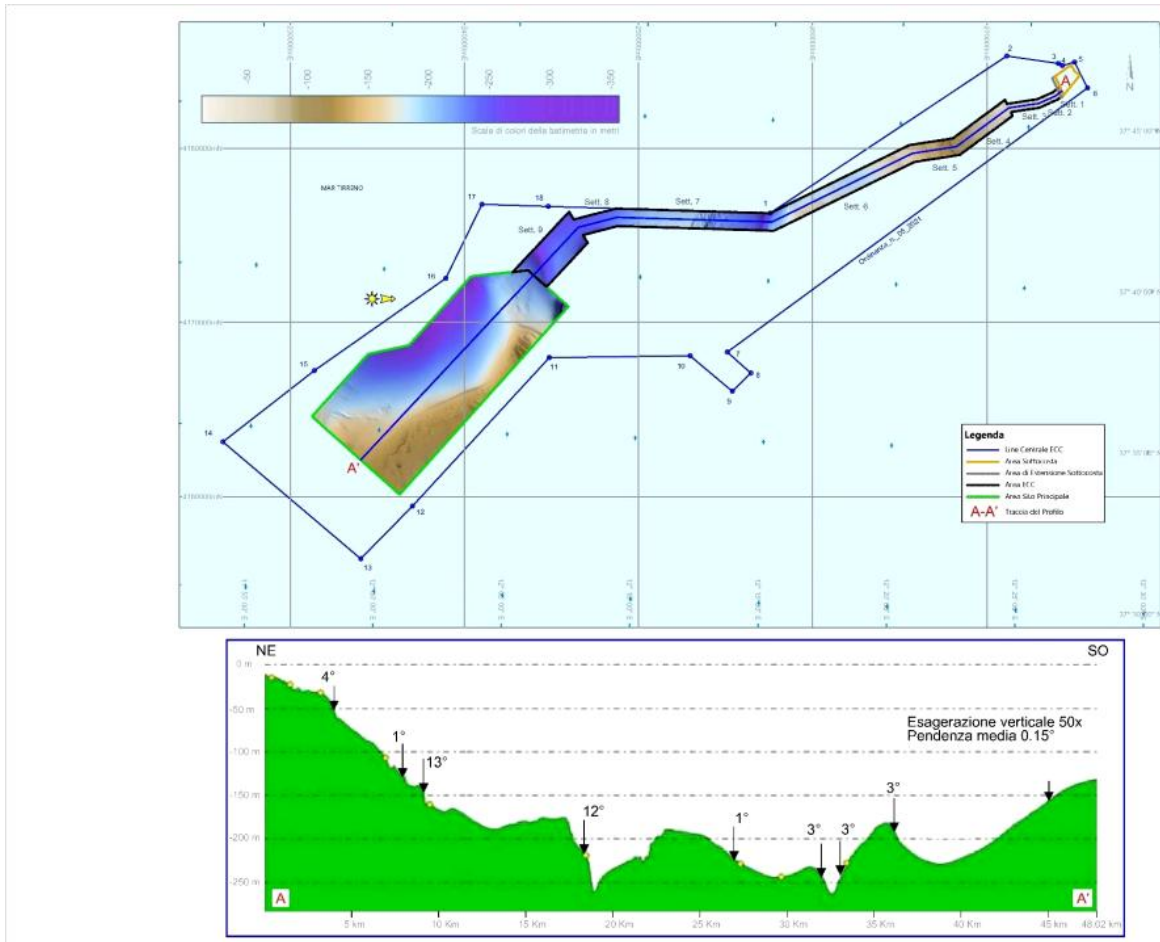 -50
-100
-150
-200
-250
-300
-350
Scala di colori della batimetria in metri
MAR TIRRENO
N
A
Sett. 1
Sett. 2
Sett. 3
Sett. 4
Sett. 5
Sett. 6
Sett. 7
Sett. 8
Sett. 9
1
2
3
4
5
6
7
8
9
10
11
12
13
14
15
16
17
18
A'
Legenda
Line Centrale ECC
Area Sottocosta
Area di Estensione Sottocosta
Area ECC
Area Sito Principale
A-A' Traccia del Profilo
NE
SO
0 m
-50 m
-100 m
-150 m
-200 m
-250 m
4°
1°
13°
12°
1°
3°
3°
3°
Esagerazione verticale 50x
Pendenza media 0.15°
A
A'
5 km
10 Km
15 Km
20 Km
25 Km
30 Km
35 Km
40 Km
45 km
48.02 km